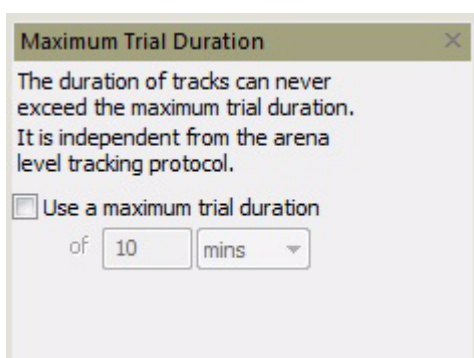 Maximum Trial Duration
The duration of tracks can never
exceed the maximum trial duration.
It is independent from the arena
level tracking protocol.
Use a maximum trial duration
of 10 mins